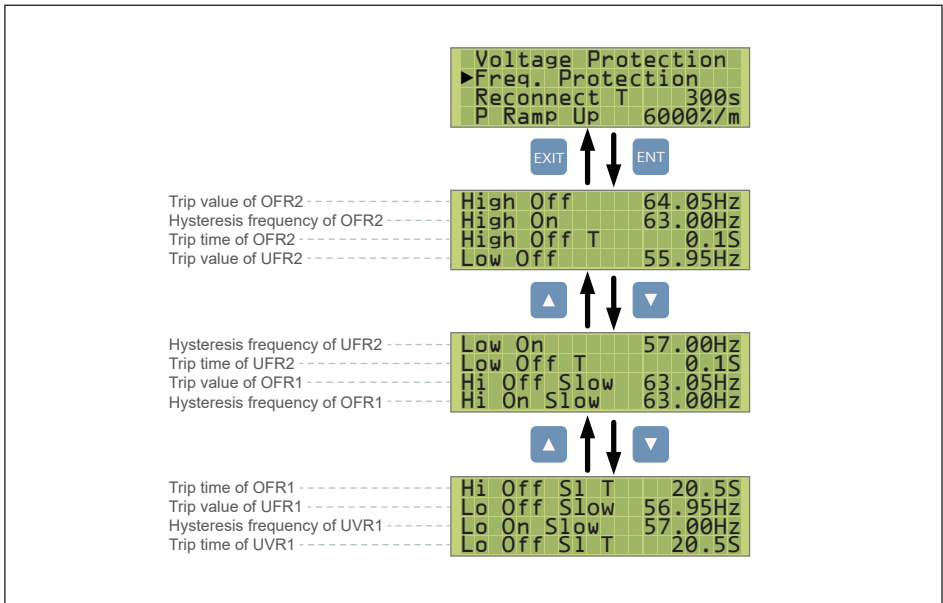 Voltage Protection
►Freq. Protection
Reconnect T 300s
P Ramp Up 6000%/m
EXIT ENT
Trip value of OFR2 High Off 64.05Hz
Hysteresis frequency of OFR2 High On 63.00Hz
Trip time of OFR2 High Off T 0.1S
Trip value of UFR2 Low Off 55.95Hz
▲ ▼
Hysteresis frequency of UFR2 Low On 57.00Hz
Trip time of UFR2 Low Off T 0.1S
Trip value of OFR1 Hi Off Slow 63.05Hz
Hysteresis frequency of OFR1 Hi On Slow 63.00Hz
▲ ▼
Trip time of OFR1 Hi Off Sl T 20.5S
Trip value of UFR1 Lo Off Slow 56.95Hz
Hysteresis frequency of UVR1 Lo On Slow 57.00Hz
Trip time of UVR1 Lo Off Sl T 20.5S